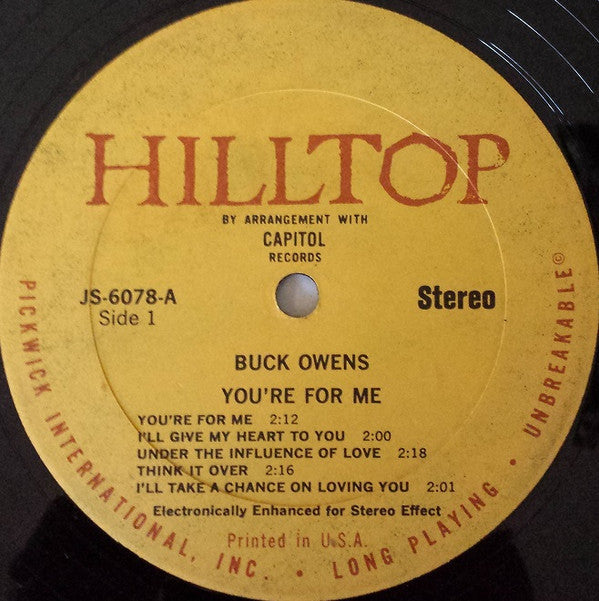 HILLTOP
BY ARRANGEMENT WITH
CAPITOL
RECORDS
JS-6078-A
Side 1
Stereo
BUCK OWENS
YOU'RE FOR ME
YOU'RE FOR ME 2:12
I'LL GIVE MY HEART TO YOU 2:00
UNDER THE INFLUENCE OF LOVE 2:18
THINK IT OVER 2:16
I'LL TAKE A CHANCE ON LOVING YOU 2:01
Electronically Enhanced for Stereo Effect
Printed in U.S.A.
PICKWICK INTERNATIONAL, INC. • LONG PLAYING • UNBREAKABLE©